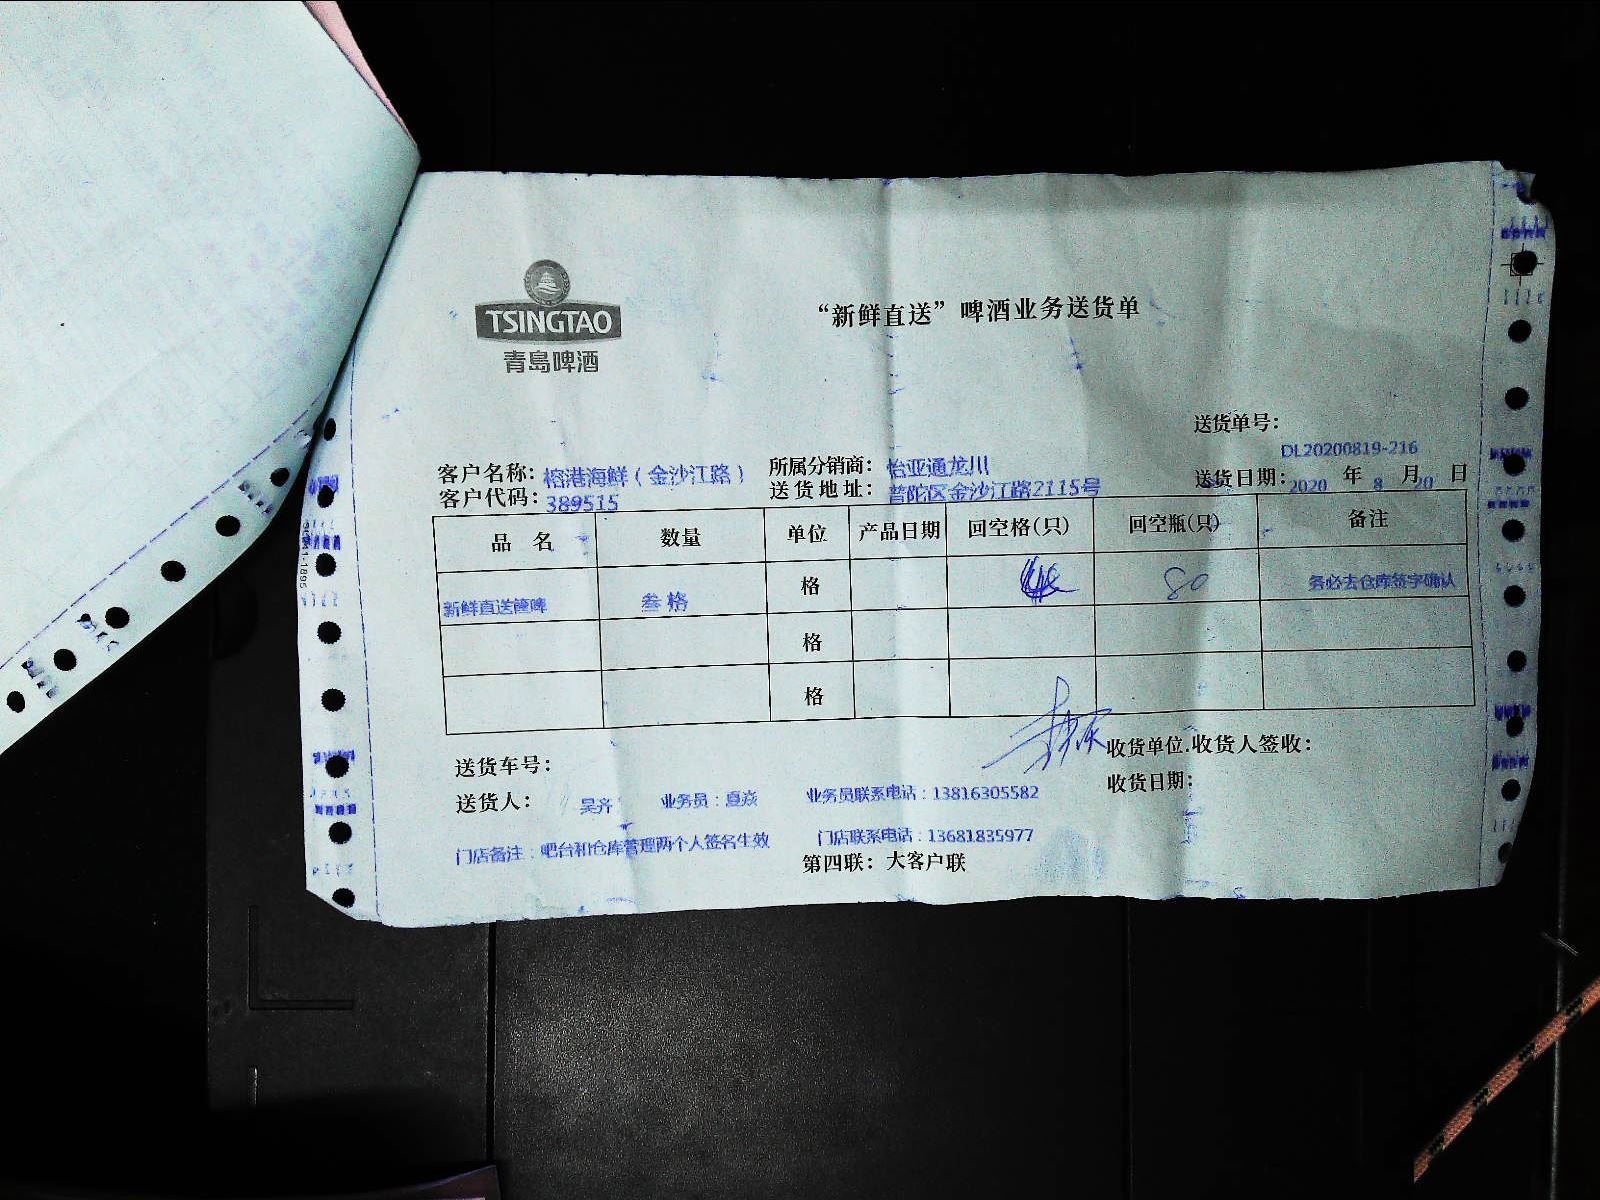 TSINGTAO
青島啤酒
“新鲜直送”啤酒业务送货单
送货单号：
DL20200819-216
客户名称：榕港海鲜（金沙江路） 所属分销商：怡亚通龙川 送货日期：2020 年 8 月 20 日
客户代码：389515 送货地址：普陀区金沙江路2115号
品 名 数量 单位 产品日期 回空格(只) 回空瓶(只) 备注
新鲜直送篦啤 叁格 格 80 务必去仓库签字确认
格
格
收货单位.收货人签收：
送货车号： 收货日期：
送货人： 吴齐 业务员：夏焱 业务员联系电话：13816305582
门店备注：吧台和仓库管理两个人签名生效 门店联系电话：13681835977
第四联：大客户联